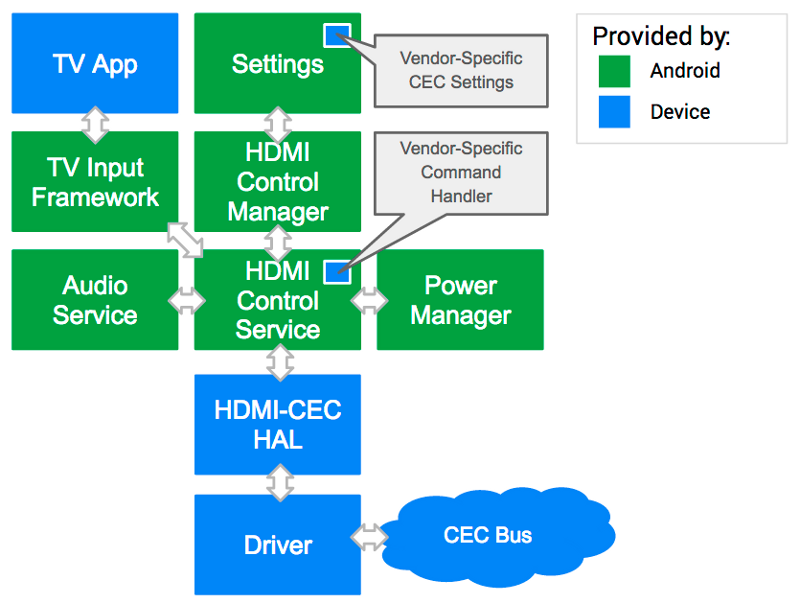 TV App
Settings
Vendor-Specific
CEC Settings
Provided by:
Android
Device
TV Input
Framework
HDMI
Control
Manager
Vendor-Specific
Command
Handler
Audio
Service
HDMI
Control
Service
Power
Manager
HDMI-CEC
HAL
Driver
CEC Bus